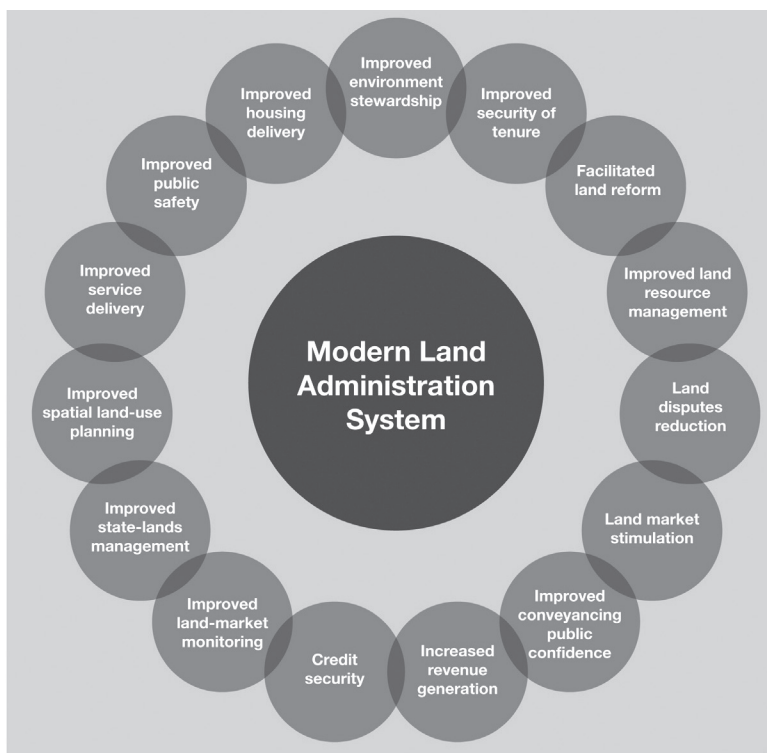 Improved
environment
stewardship
Improved
security of
tenure
Facilitated
land reform
Improved land
resource
management
Land
disputes
reduction
Land market
stimulation
Improved
conveyancing
public
confidence
Increased
revenue
generation
Credit
security
Improved
land-market
monitoring
Improved
state-lands
management
Improved
spatial land-use
planning
Improved
service
delivery
Improved
public
safety
Improved
housing
delivery
Modern Land
Administration
System